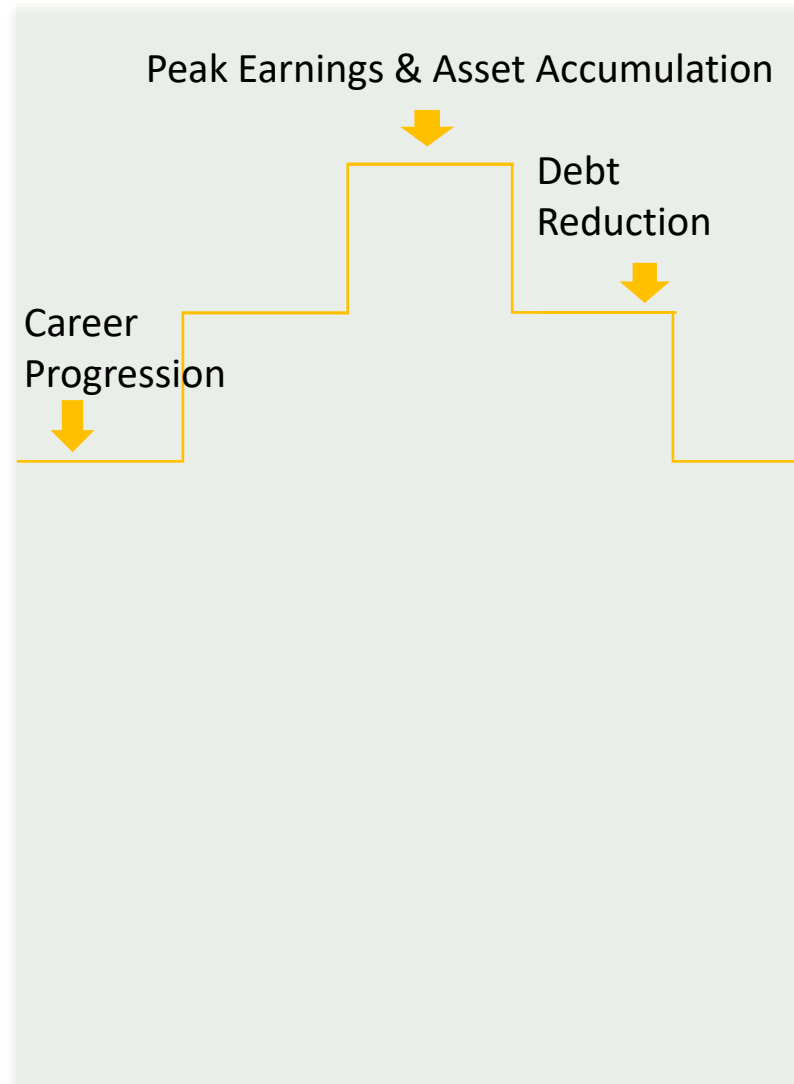 Peak Earnings & Asset Accumulation
Debt
Reduction
Career
Progression